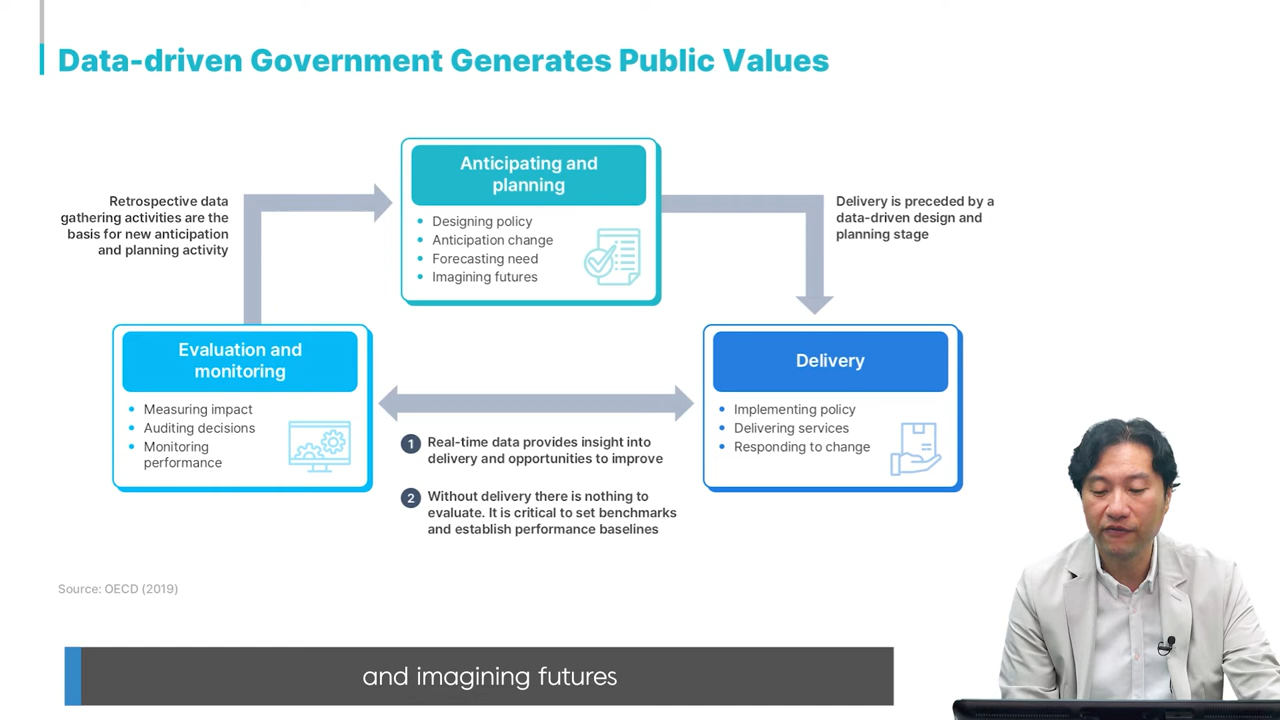 Data-driven Government Generates Public Values
Anticipating and
planning
• Designing policy
• Anticipation change
• Forecasting need
• Imagining futures
Retrospective data
gathering activities are the
basis for new anticipation
and planning activity
Delivery is preceded by a
data-driven design and
planning stage
Evaluation and
monitoring
• Measuring impact
• Auditing decisions
• Monitoring
performance
Delivery
• Implementing policy
• Delivering services
• Responding to change
1 Real-time data provides insight into
delivery and opportunities to improve
2 Without delivery there is nothing to
evaluate. It is critical to set benchmarks
and establish performance baselines
Source: OECD (2019)
and imagining futures